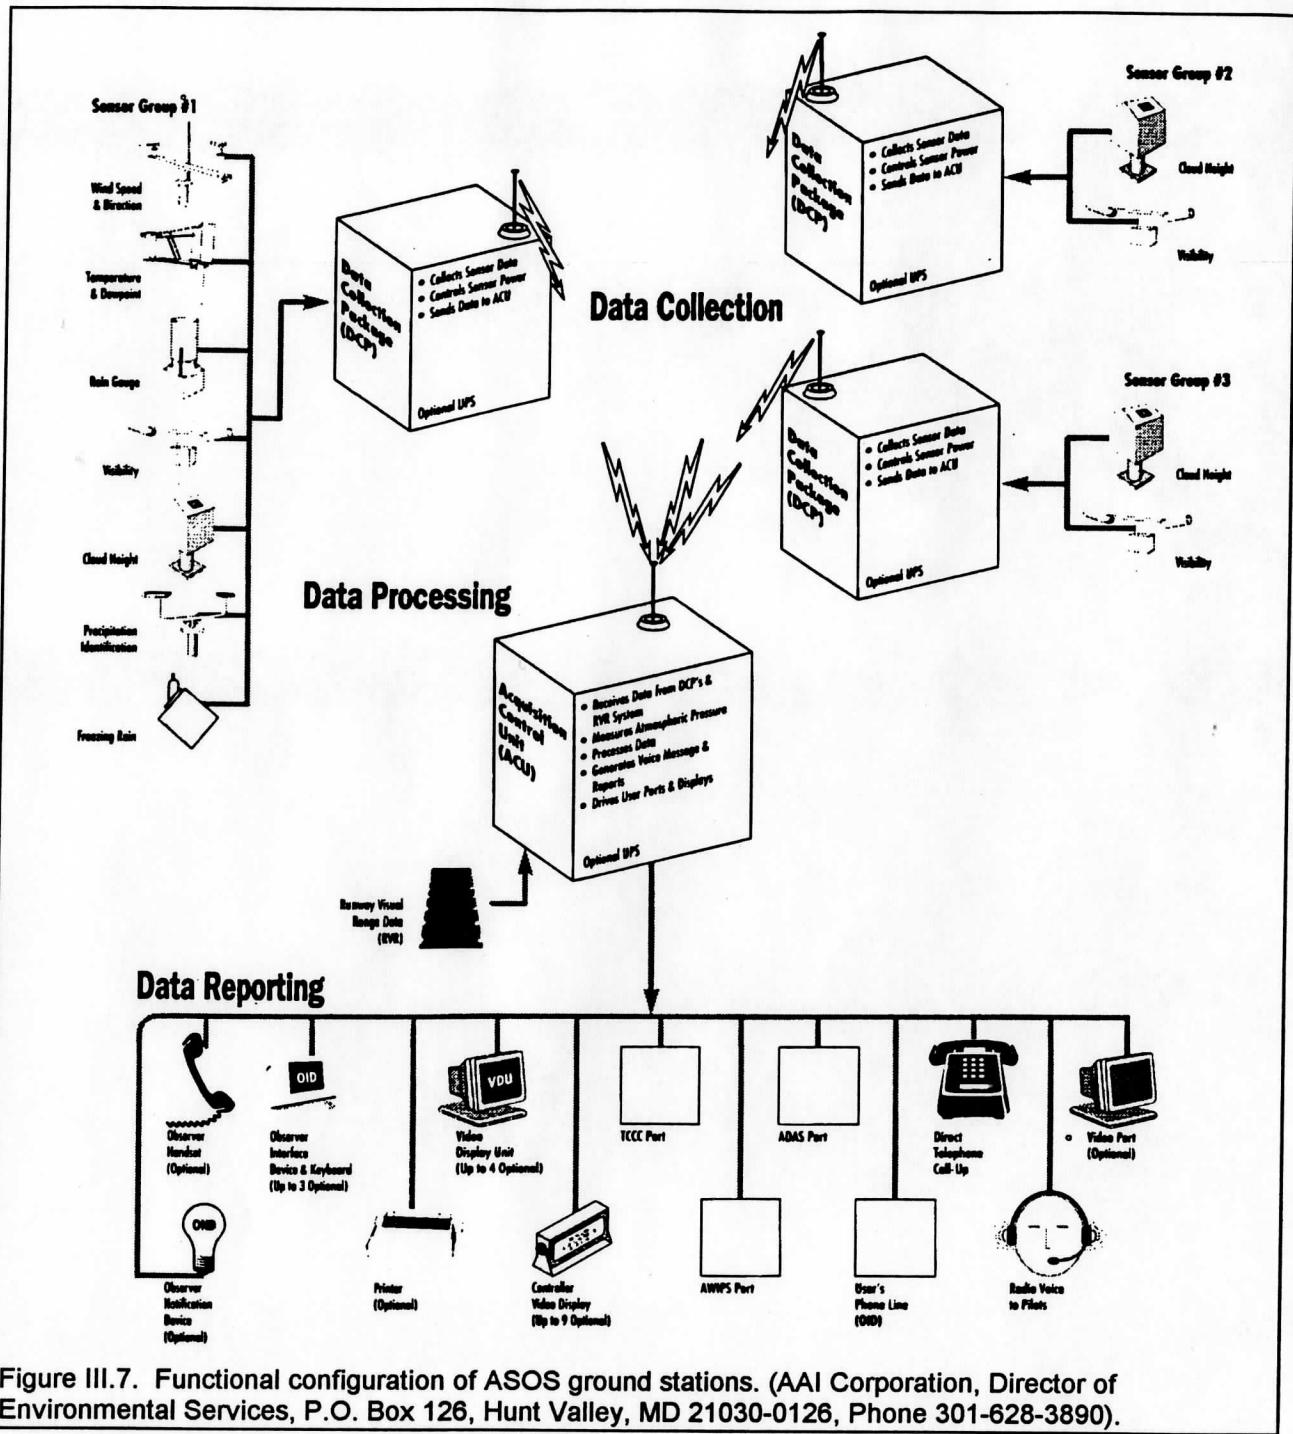 Sensor Group #1
Wind Speed
& Direction
Temperature
& Dewpoint
Rain Gauge
Visibility
Cloud Height
Precipitation
Identification
Freezing Rain
Data
Collection
Package
(DCP)
• Collects Sensor Data
• Controls Sensor Power
• Sends Data to ACU
Optional UPS
Data Collection
Data
Collection
Package
(DCP)
• Collects Sensor Data
• Controls Sensor Power
• Sends Data to ACU
Optional UPS
Sensor Group #2
Cloud Height
Visibility
Data
Collection
Package
(DCP)
• Collects Sensor Data
• Controls Sensor Power
• Sends Data to ACU
Optional UPS
Sensor Group #3
Cloud Height
Visibility
Data Processing
Acquisition
Control
Unit
(ACU)
• Receives Data from DCP's &
RVR System
• Measures Atmospheric Pressure
• Processes Data
• Generates Voice Message &
Reports
• Drives User Ports & Displays
Optional UPS
Runway Visual
Range Data
(RVR)
Data Reporting
Observer
Handset
(Optional)
OID
Observer
Interface
Device & Keyboard
(Up to 3 Optional)
VDU
Video
Display Unit
(Up to 4 Optional)
TCCC Port
ADAS Port
Direct
Telephone
Call-Up
Video Port
(Optional)
OND
Observer
Notification
Device
(Optional)
Printer
(Optional)
Controller
Video Display
(Up to 9 Optional)
AWIPS Port
User's
Phone Line
(OID)
Radio Voice
to Pilots
Figure III.7. Functional configuration of ASOS ground stations. (AAI Corporation, Director of
Environmental Services, P.O. Box 126, Hunt Valley, MD 21030-0126, Phone 301-628-3890).